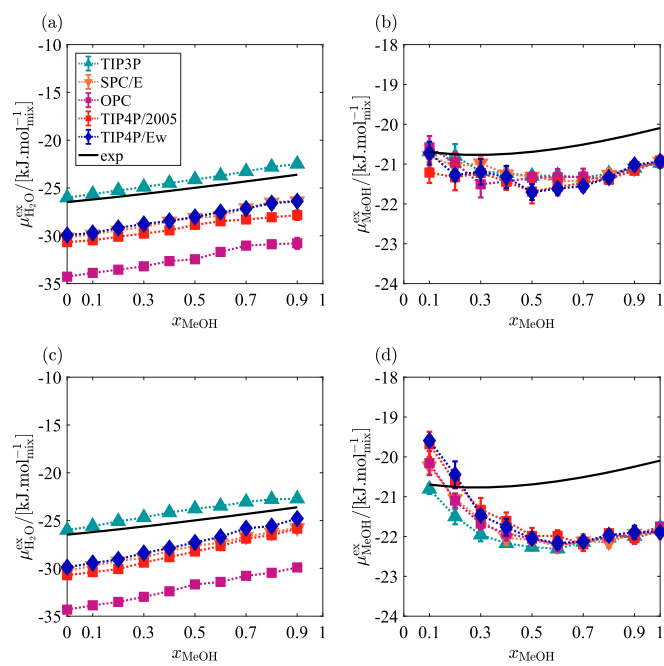 (a)
-10
-15
-20
-25
-30
-35
μ^ex_H₂O/[kJ.mol⁻¹_mix]
TIP3P
SPC/E
OPC
TIP4P/2005
TIP4P/Ew
exp
0 0.1 0.3 0.5 0.7 0.9 1
x_MeOH
(b)
-18
-19
-20
-21
-22
-23
-24
μ^ex_MeOH/[kJ.mol⁻¹_mix]
0 0.1 0.3 0.5 0.7 0.9 1
x_MeOH
(c)
-10
-15
-20
-25
-30
-35
μ^ex_H₂O/[kJ.mol⁻¹_mix]
0 0.1 0.3 0.5 0.7 0.9 1
x_MeOH
(d)
-18
-19
-20
-21
-22
-23
-24
μ^ex_MeOH/[kJ.mol⁻¹_mix]
0 0.1 0.3 0.5 0.7 0.9 1
x_MeOH